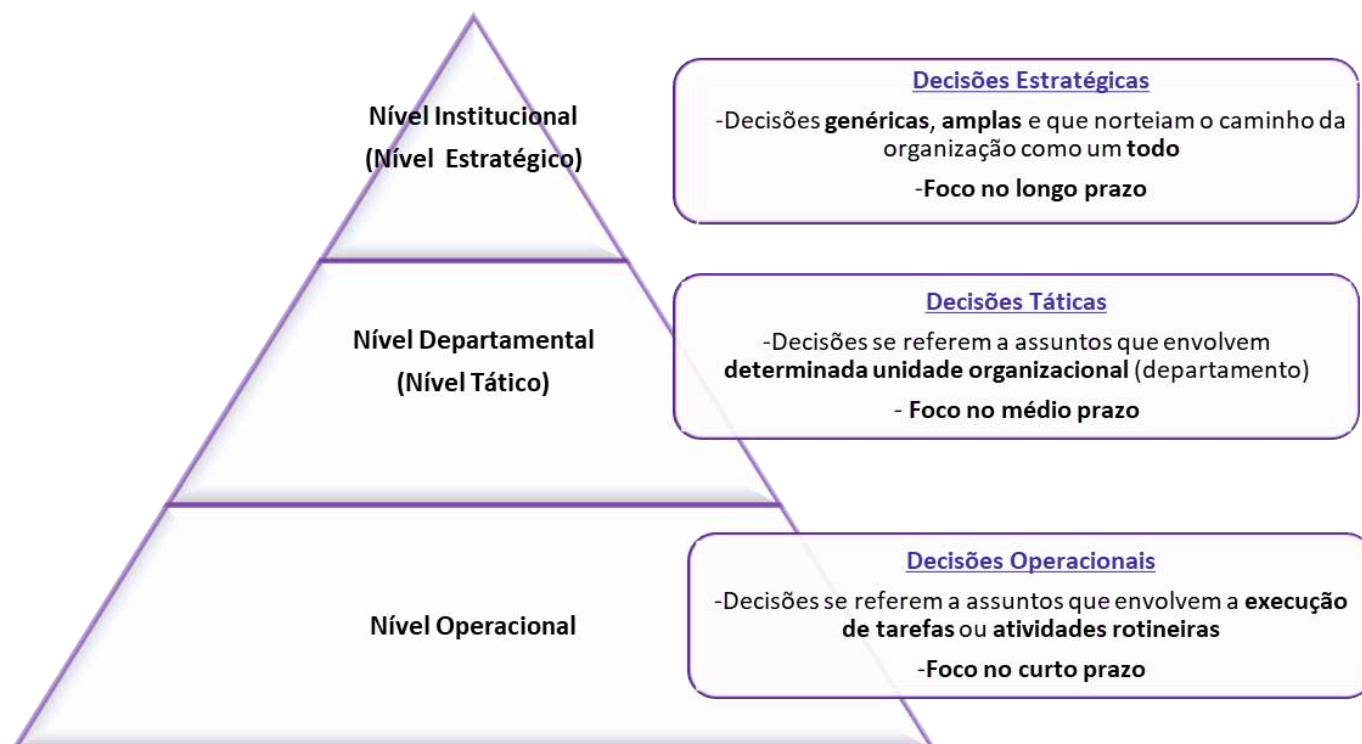 Nível Institucional
(Nível Estratégico)
Decisões Estratégicas
-Decisões genéricas, amplas e que norteiam o caminho da
organização como um todo
-Foco no longo prazo
Nível Departamental
(Nível Tático)
Decisões Táticas
-Decisões se referem a assuntos que envolvem
determinada unidade organizacional (departamento)
- Foco no médio prazo
Nível Operacional
Decisões Operacionais
-Decisões se referem a assuntos que envolvem a execução
de tarefas ou atividades rotineiras
-Foco no curto prazo